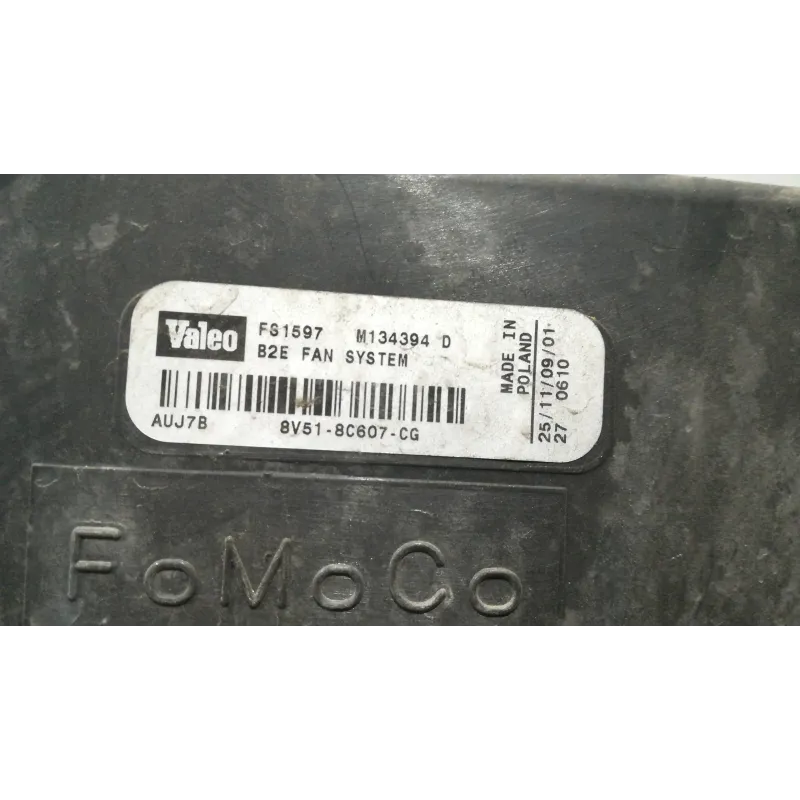 Valeo FS1597 M134394 D
B2E FAN SYSTEM
AUJ7B 8V51-8C607-CG
MADE IN
POLAND
25/11/09/01
27 0610
FoMoCo